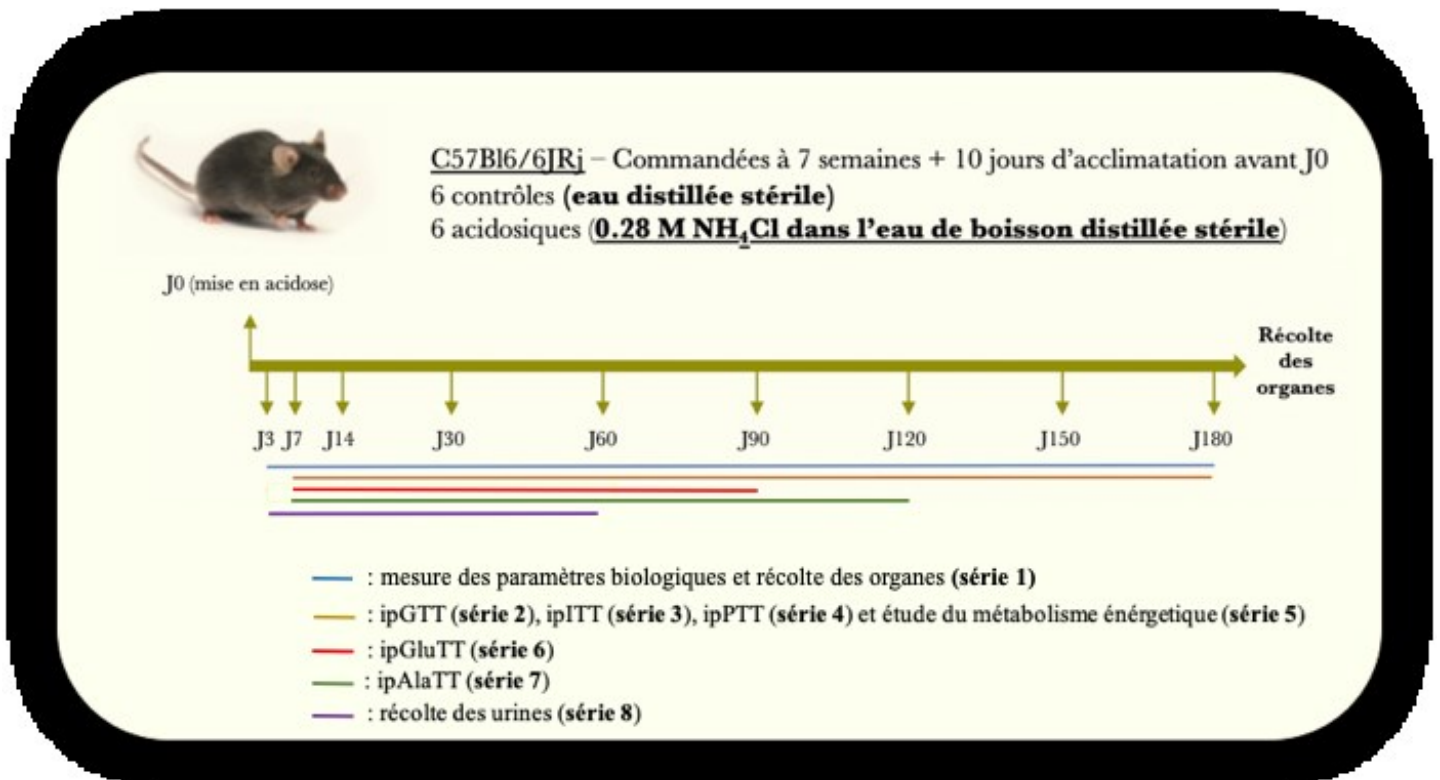 C57Bl6/6JRj – Commandées à 7 semaines + 10 jours d'acclimatation avant J0
6 contrôles (eau distillée stérile)
6 acidosiques (0.28 M NH₄Cl dans l'eau de boisson distillée stérile)
J0 (mise en acidose)
Récolte
des
organes
J3 J7 J14 J30 J60 J90 J120 J150 J180
: mesure des paramètres biologiques et récolte des organes (série 1)
: ipGTT (série 2), ipITT (série 3), ipPTT (série 4) et étude du métabolisme énérgetique (série 5)
: ipGluTT (série 6)
: ipAlaTT (série 7)
: récolte des urines (série 8)